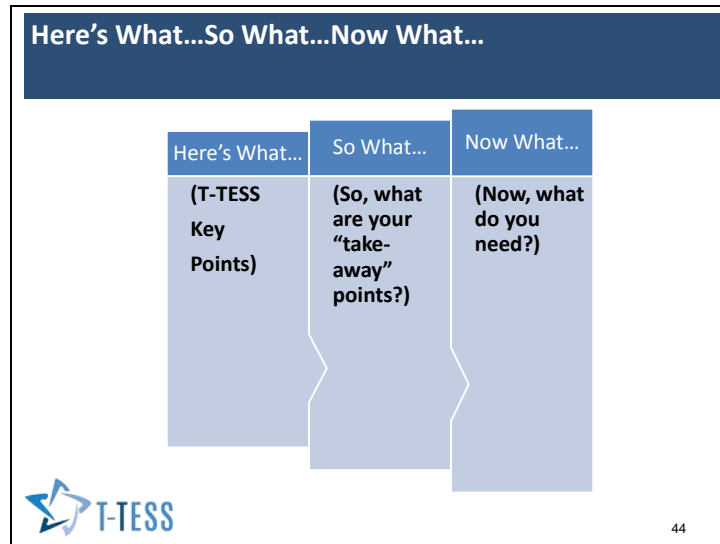 Here’s What…So What…Now What…
Here’s What…
(T-TESS
Key
Points)
So What…
(So, what
are your
“take-
away”
points?)
Now What…
(Now, what
do you
need?)
T-TESS
44